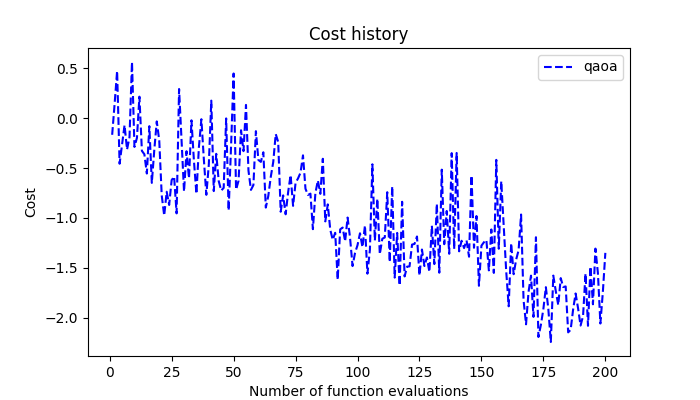 Cost history
qaoa
Cost
0.5
0.0
−0.5
−1.0
−1.5
−2.0
0 25 50 75 100 125 150 175 200
Number of function evaluations